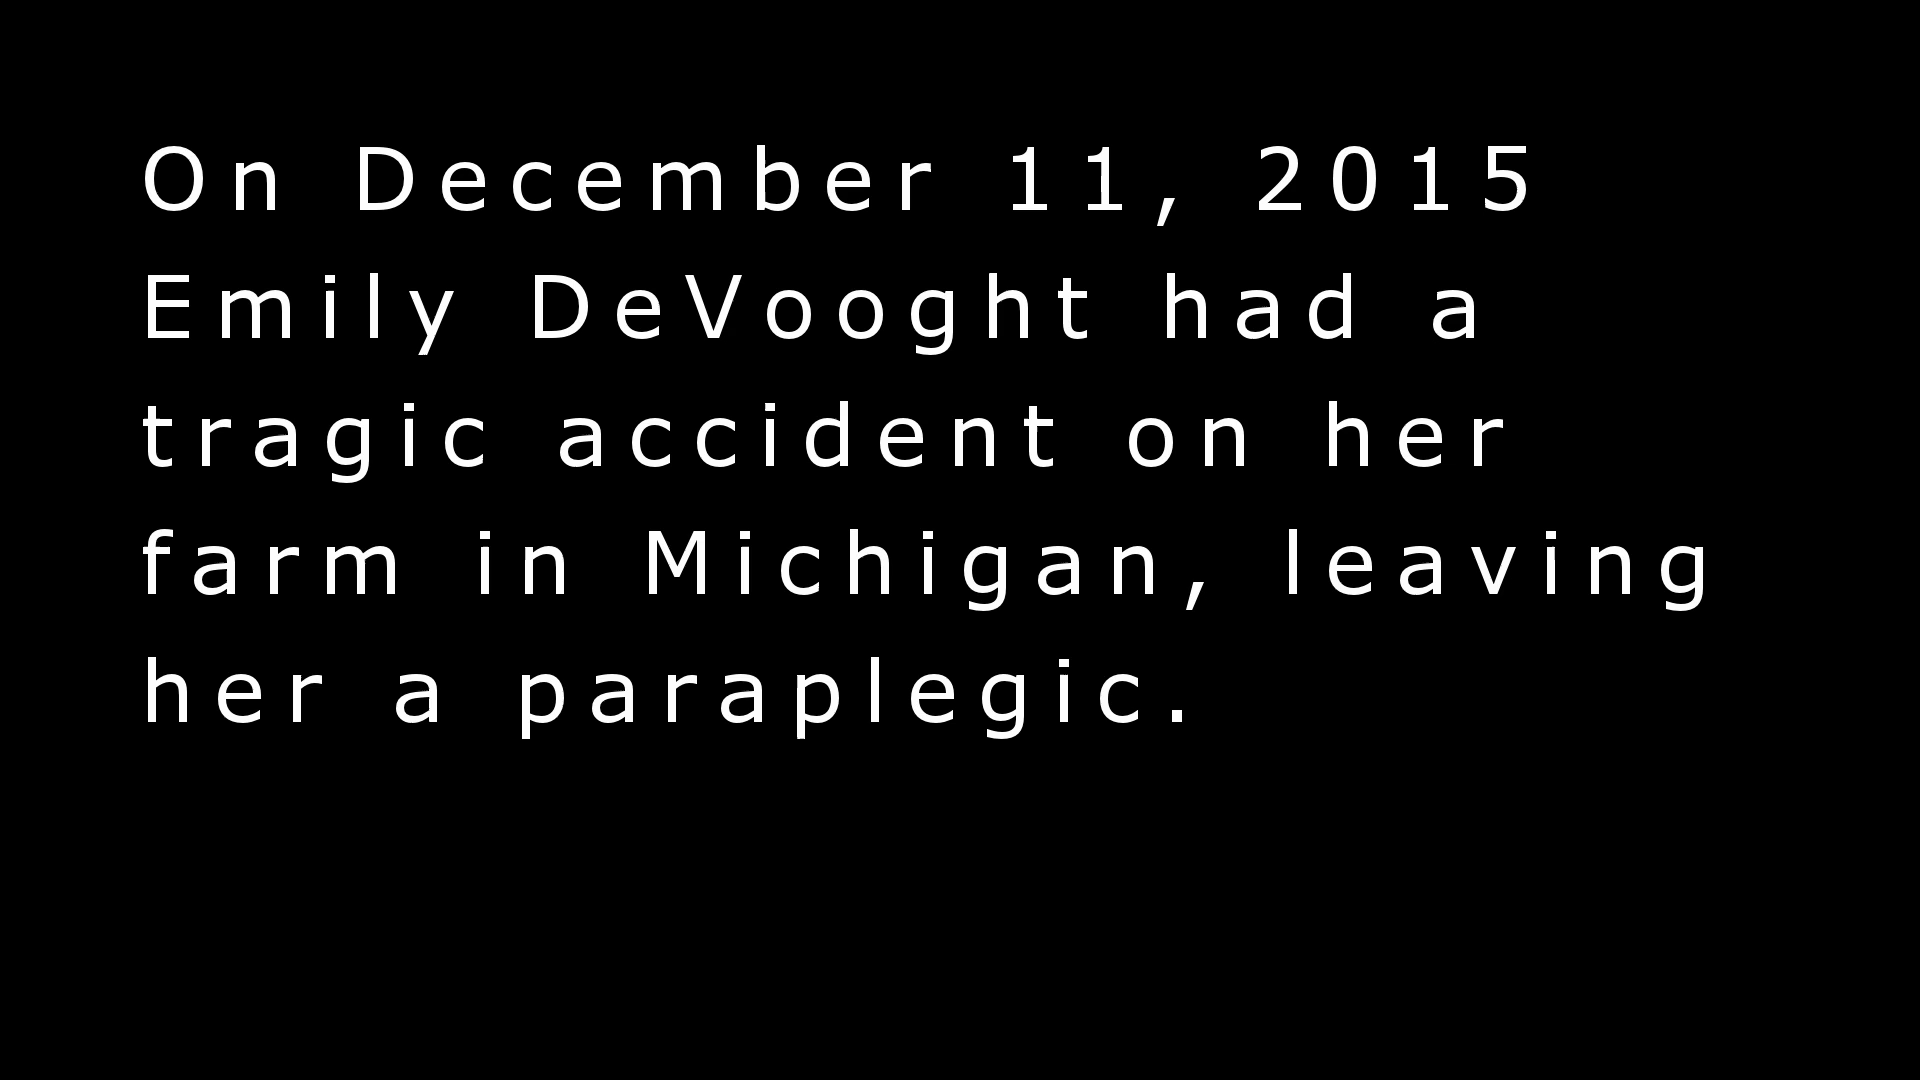 On December 11, 2015
Emily DeVooght had a
tragic accident on her
farm in Michigan, leaving
her a paraplegic.